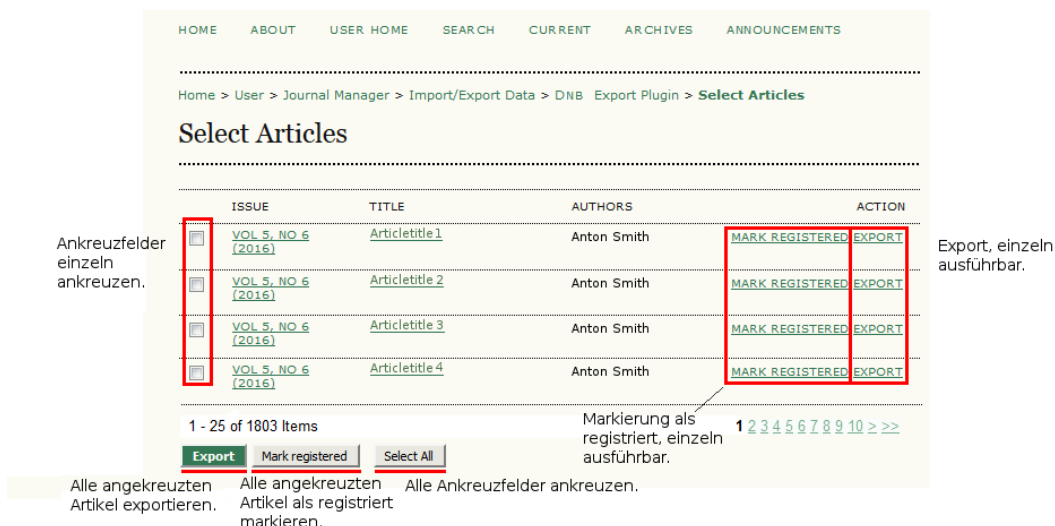 HOME ABOUT USER HOME SEARCH CURRENT ARCHIVES ANNOUNCEMENTS
Home > User > Journal Manager > Import/Export Data > DNB Export Plugin > Select Articles
Select Articles
ISSUE TITLE AUTHORS ACTION
Ankreuzfelder
einzeln
ankreuzen.
VOL 5, NO 6 Articletitle 1 Anton Smith MARK REGISTERED EXPORT
(2016)
VOL 5, NO 6 Articletitle 2 Anton Smith MARK REGISTERED EXPORT
(2016)
VOL 5, NO 6 Articletitle 3 Anton Smith MARK REGISTERED EXPORT
(2016)
VOL 5, NO 6 Articletitle 4 Anton Smith MARK REGISTERED EXPORT
(2016)
Export, einzeln
ausführbar.
1 - 25 of 1803 Items
Markierung als
registriert, einzeln
ausführbar.
1 2 3 4 5 6 7 8 9 10 > >>
Export Mark registered Select All
Alle angekreuzten
Artikel exportieren.
Alle angekreuzten
Artikel als registriert
markieren.
Alle Ankreuzfelder ankreuzen.